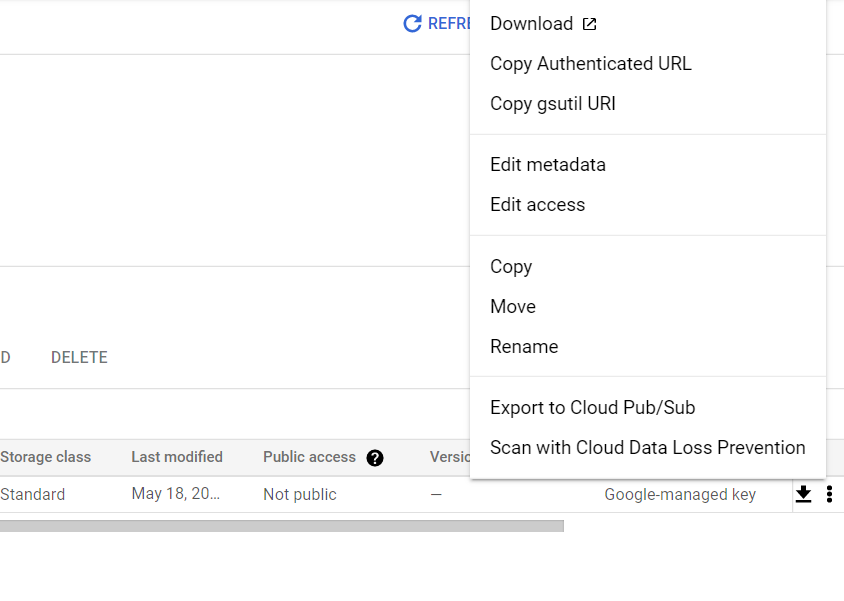 REFRE
Download
Copy Authenticated URL
Copy gsutil URI
Edit metadata
Edit access
Copy
Move
Rename
D DELETE
Export to Cloud Pub/Sub
Scan with Cloud Data Loss Prevention
Storage class Last modified Public access ? Versio
Standard May 18, 20... Not public — Google-managed key